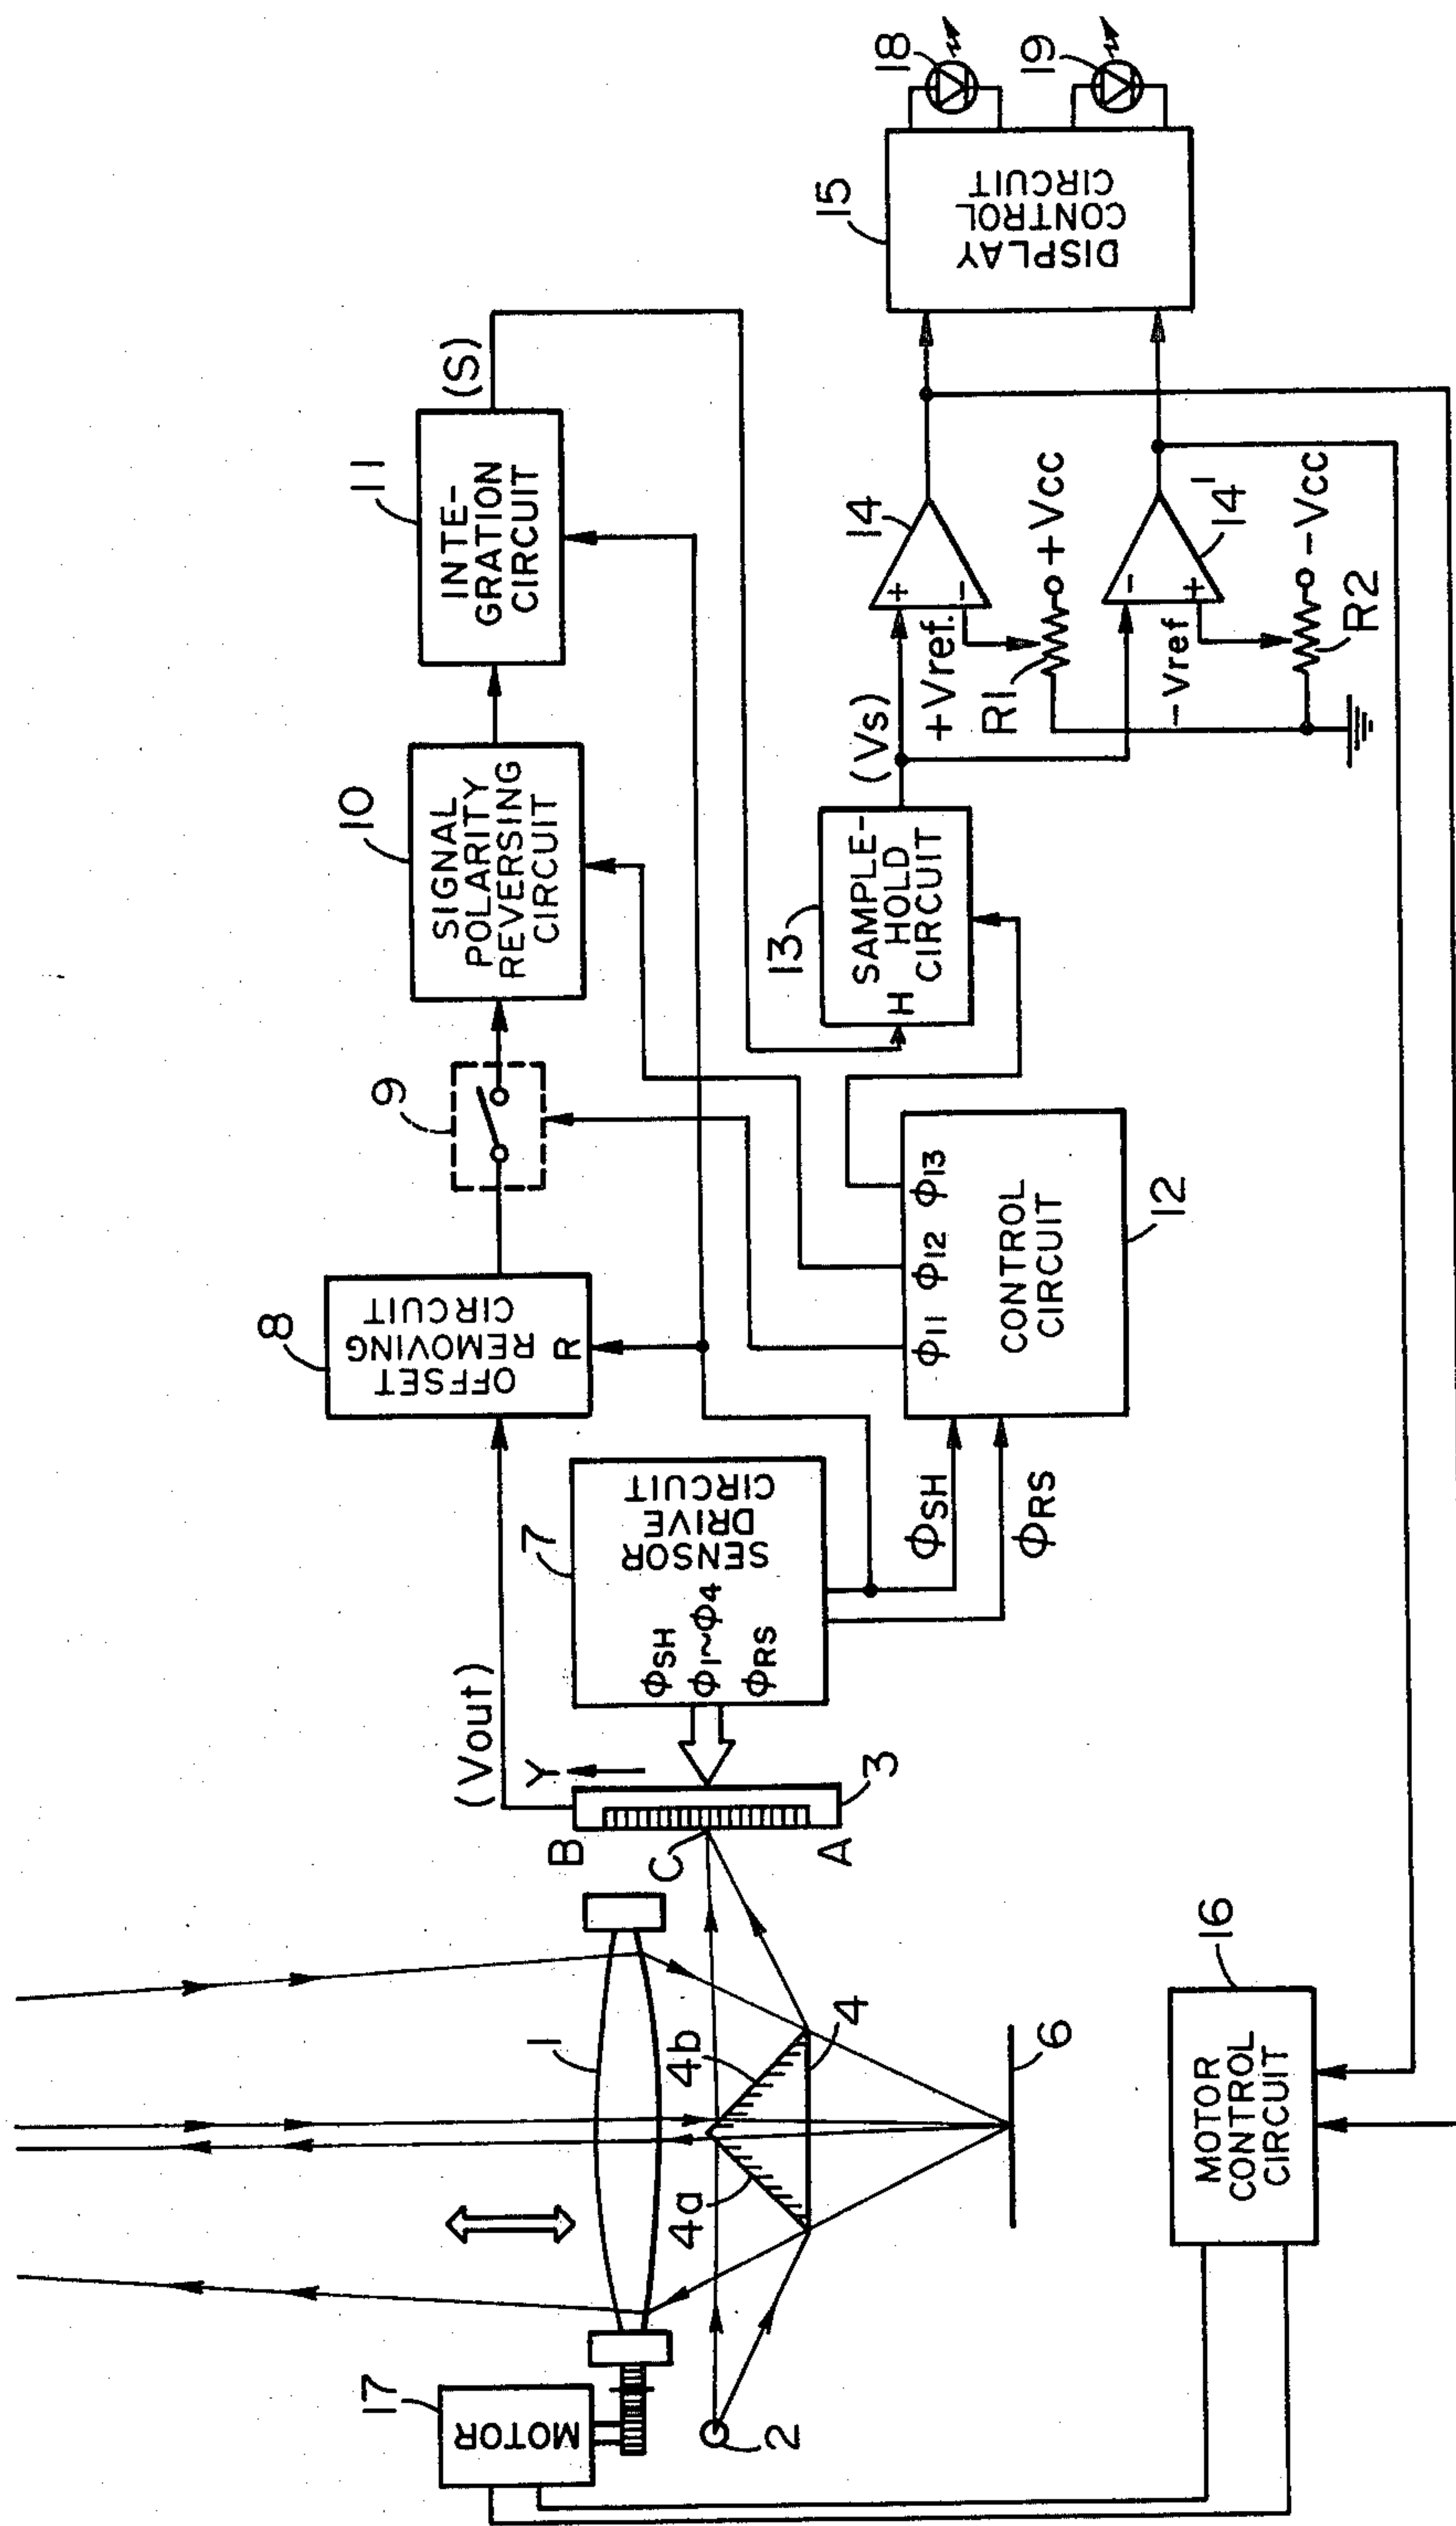 17
MOTOR
1
2
4a
4b
4
6
16
MOTOR
CONTROL
CIRCUIT
B
C
A
3
Y
(Vout)
7
ΦSH
Φ1~Φ4
ΦRS
SENSOR
DRIVE
CIRCUIT
ΦSH
ΦRS
8
OFFSET
REMOVING
CIRCUIT
R
9
10
SIGNAL
POLARITY
REVERSING
CIRCUIT
11
INTE-
GRATION
CIRCUIT
(S)
Φ11 Φ12 Φ13
CONTROL
CIRCUIT
12
13
SAMPLE-
HOLD
CIRCUIT
H
(Vs)
+Vref.
R1
+Vcc
-Vref
R2
-Vcc
14
+
-
14'
-
+
15
DISPLAY
CONTROL
CIRCUIT
18
19